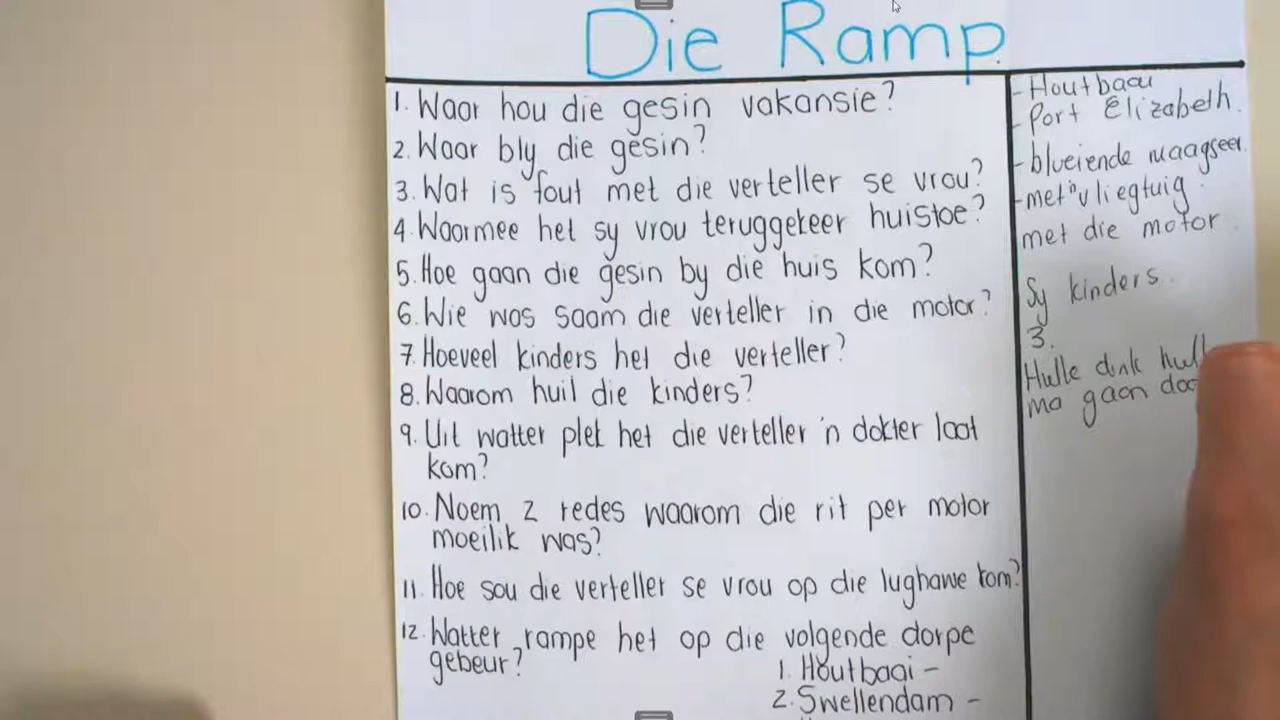 Die Ramp
1. Waar hou die gesin vakansie?
2. Waar bly die gesin?
3. Wat is fout met die verteller se vrou?
4. Waarmee het sy vrou teruggekeer huistoe?
5. Hoe gaan die gesin by die huis kom?
6. Wie was saam die verteller in die motor?
7. Hoeveel kinders het die verteller?
8. Waarom huil die kinders?
9. Uit watter plek het die verteller 'n dokter laat
kom?
10. Noem 2 redes waarom die rit per motor
moeilik was?
11. Hoe sou die verteller se vrou op die lughawe kom?
12. Watter rampe het op die volgende dorpe
gebeur?
1. Houtbaai -
2. Swellendam -
- Houtbaai
- Port Elizabeth.
- bloeiende maagseer.
- met 'n vliegtuig.
met die motor.
Sy kinders.
3.
Hulle dink
ma gaan